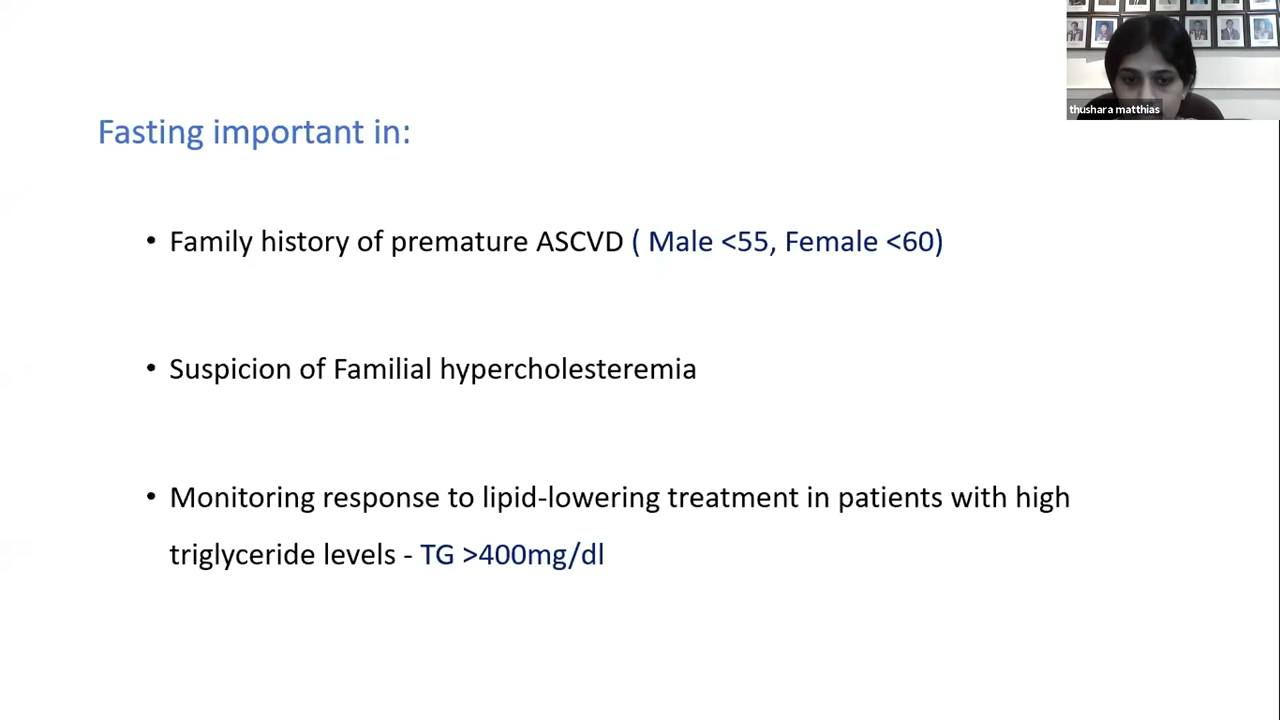 thushara matthias
Fasting important in:
• Family history of premature ASCVD ( Male <55, Female <60)
• Suspicion of Familial hypercholesteremia
• Monitoring response to lipid-lowering treatment in patients with high
triglyceride levels - TG >400mg/dl